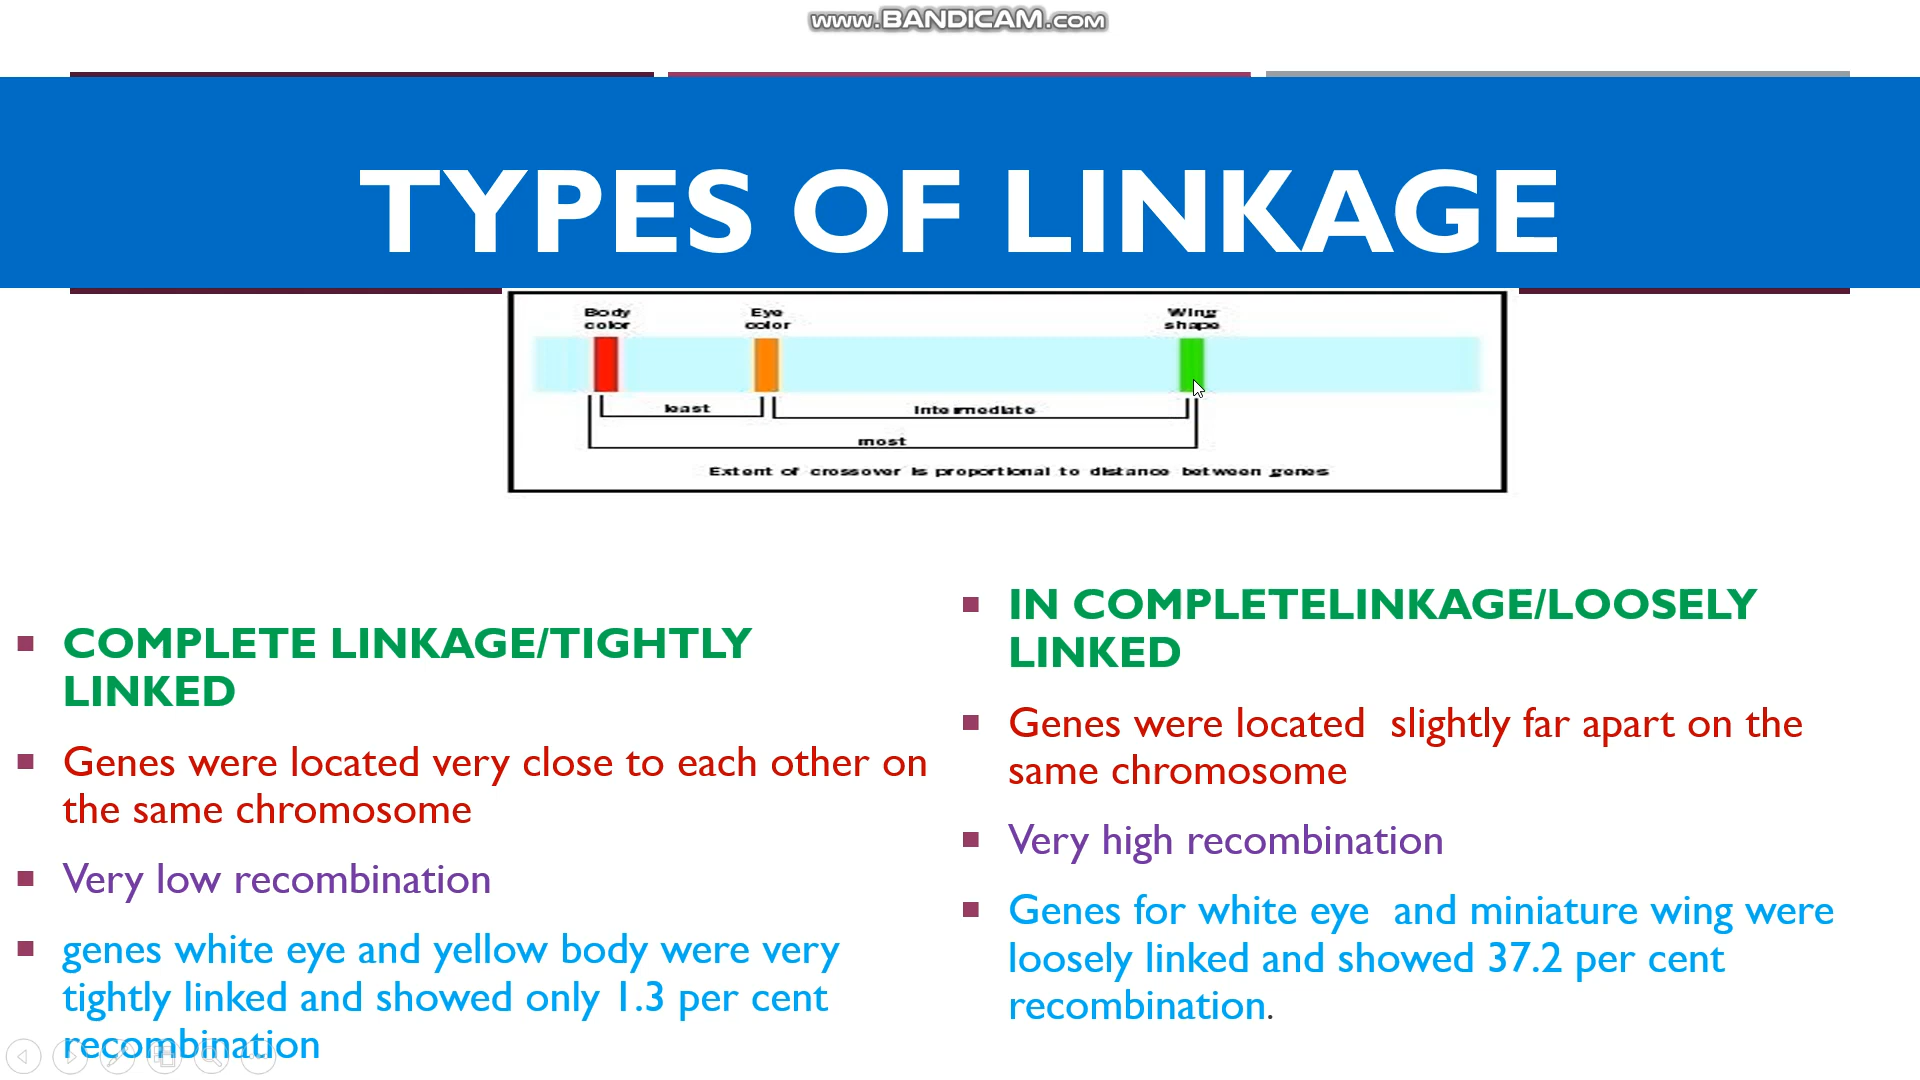 www.BANDICAM.com
TYPES OF LINKAGE
Body color
Eye color
Wing shape
least
Intermediate
most
Extent of crossover is proportional to distance between genes
COMPLETE LINKAGE/TIGHTLY
LINKED
Genes were located very close to each other on
the same chromosome
Very low recombination
genes white eye and yellow body were very
tightly linked and showed only 1.3 per cent
recombination
IN COMPLETELINKAGE/LOOSELY
LINKED
Genes were located slightly far apart on the
same chromosome
Very high recombination
Genes for white eye and miniature wing were
loosely linked and showed 37.2 per cent
recombination.